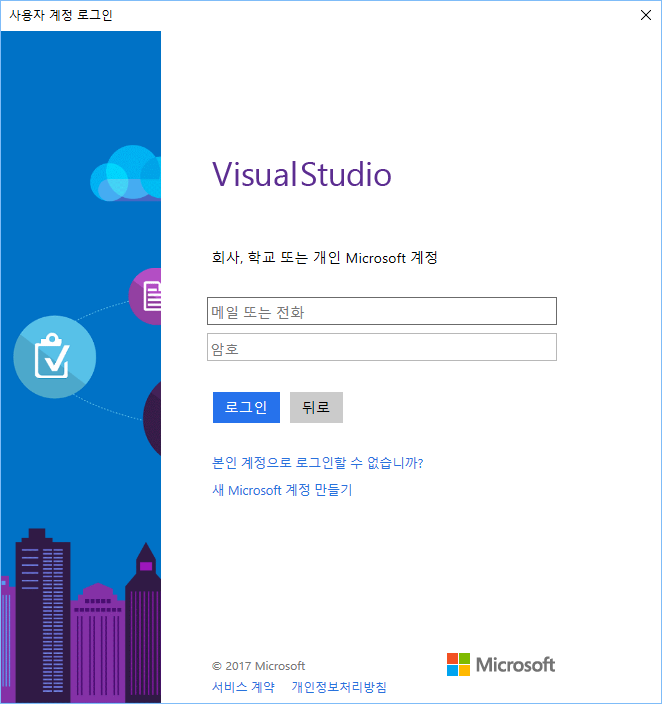 사용자 계정 로그인
Visual Studio
회사, 학교 또는 개인 Microsoft 계정
메일 또는 전화
암호
로그인 뒤로
본인 계정으로 로그인할 수 없습니까?
새 Microsoft 계정 만들기
© 2017 Microsoft
Microsoft
서비스 계약 개인정보처리방침